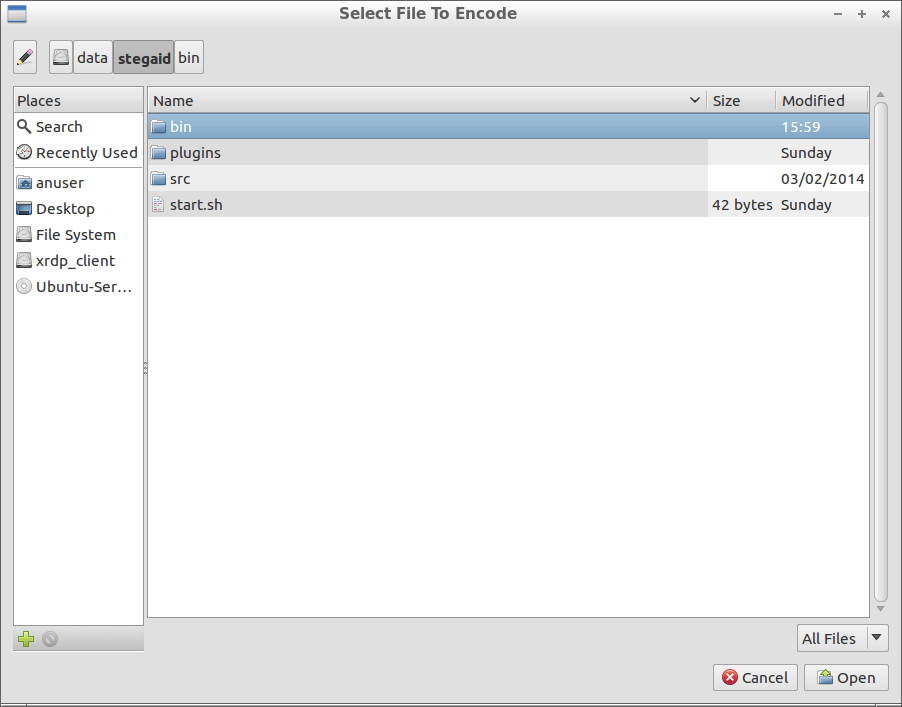 Select File To Encode
data stegaid bin
Places Name Size Modified
Search bin 15:59
Recently Used plugins Sunday
anuser src 03/02/2014
Desktop start.sh 42 bytes Sunday
File System
xrdp_client
Ubuntu-Ser...
All Files
Cancel Open